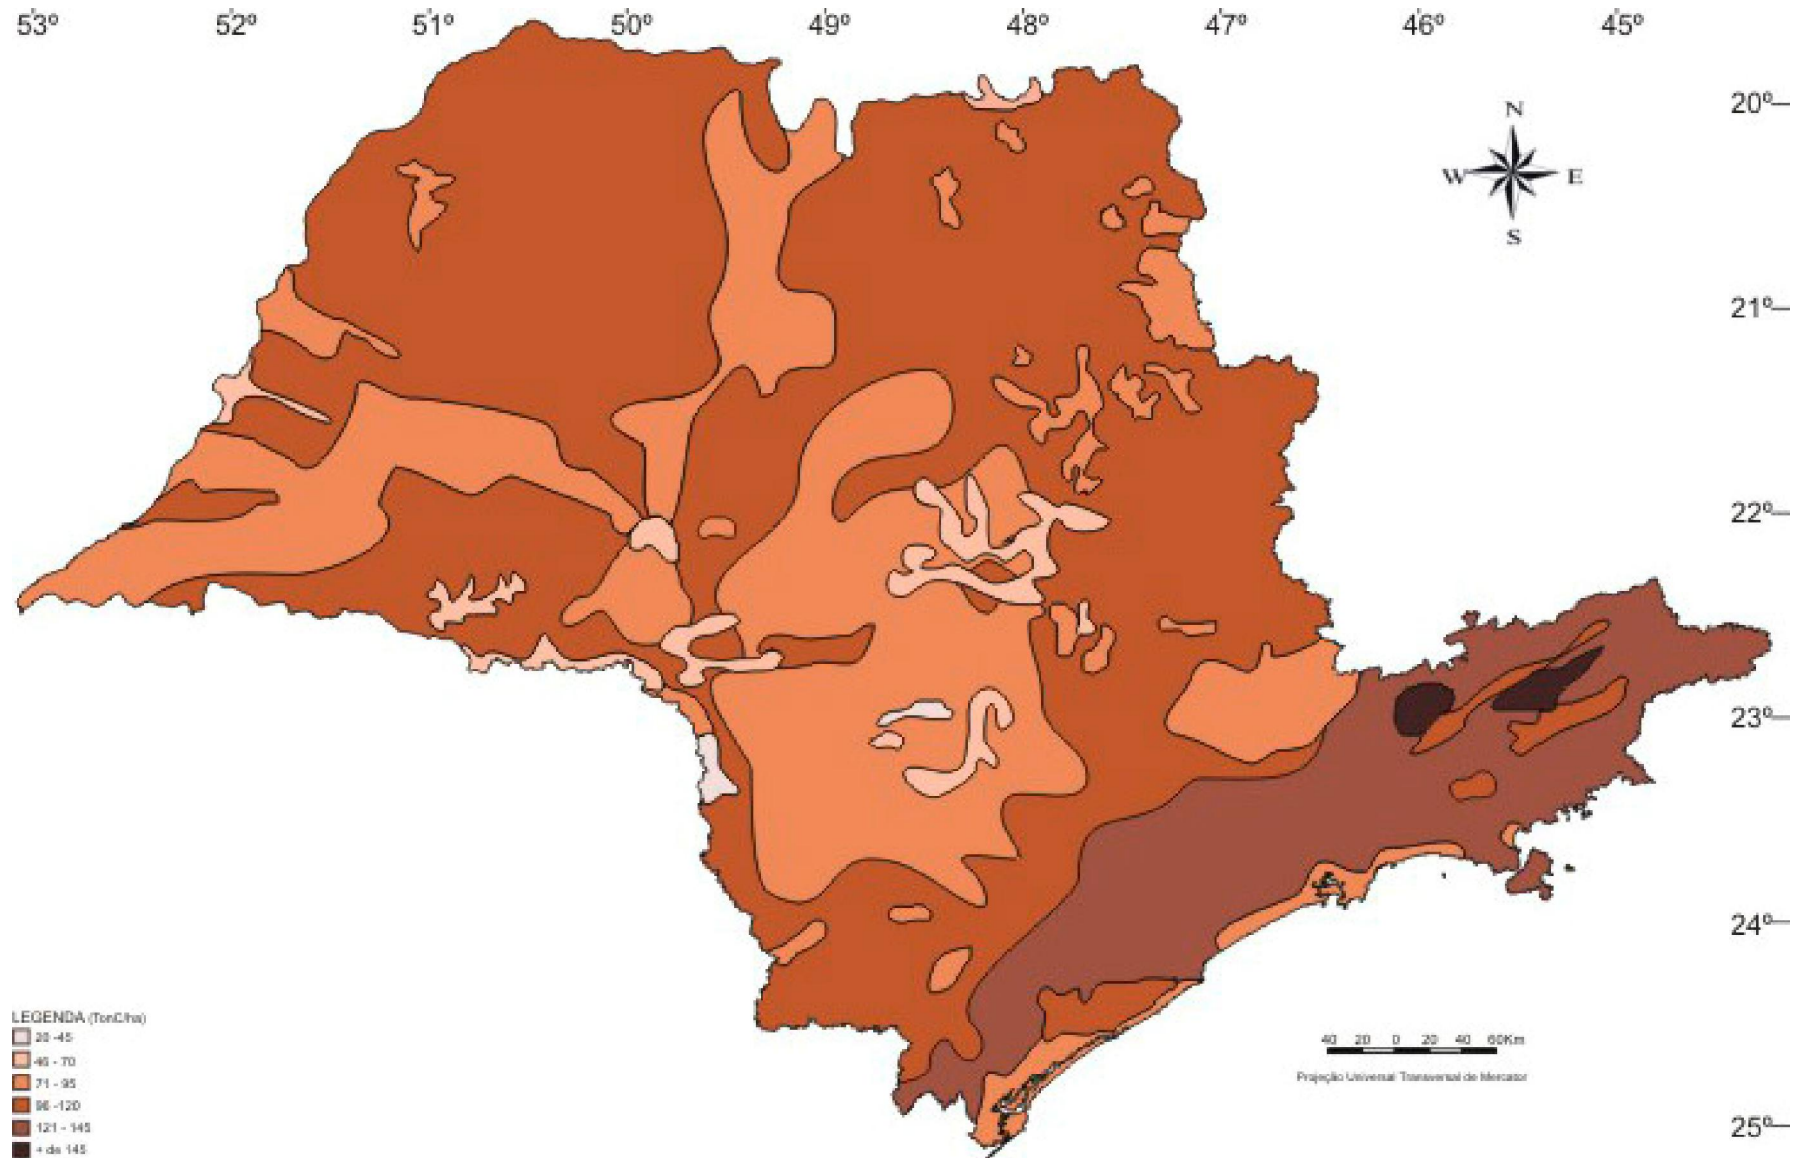 53º 52º 51º 50º 49º 48º 47º 46º 45º
20º
N
W E
S
21º
22º
23º
24º
25º
LEGENDA (TonC/ha)
20 -45
46 - 70
71 - 95
96 -120
121 - 145
+ de 145
40 20 0 20 40 60Km
Projeção Universal Transversal de Mercator